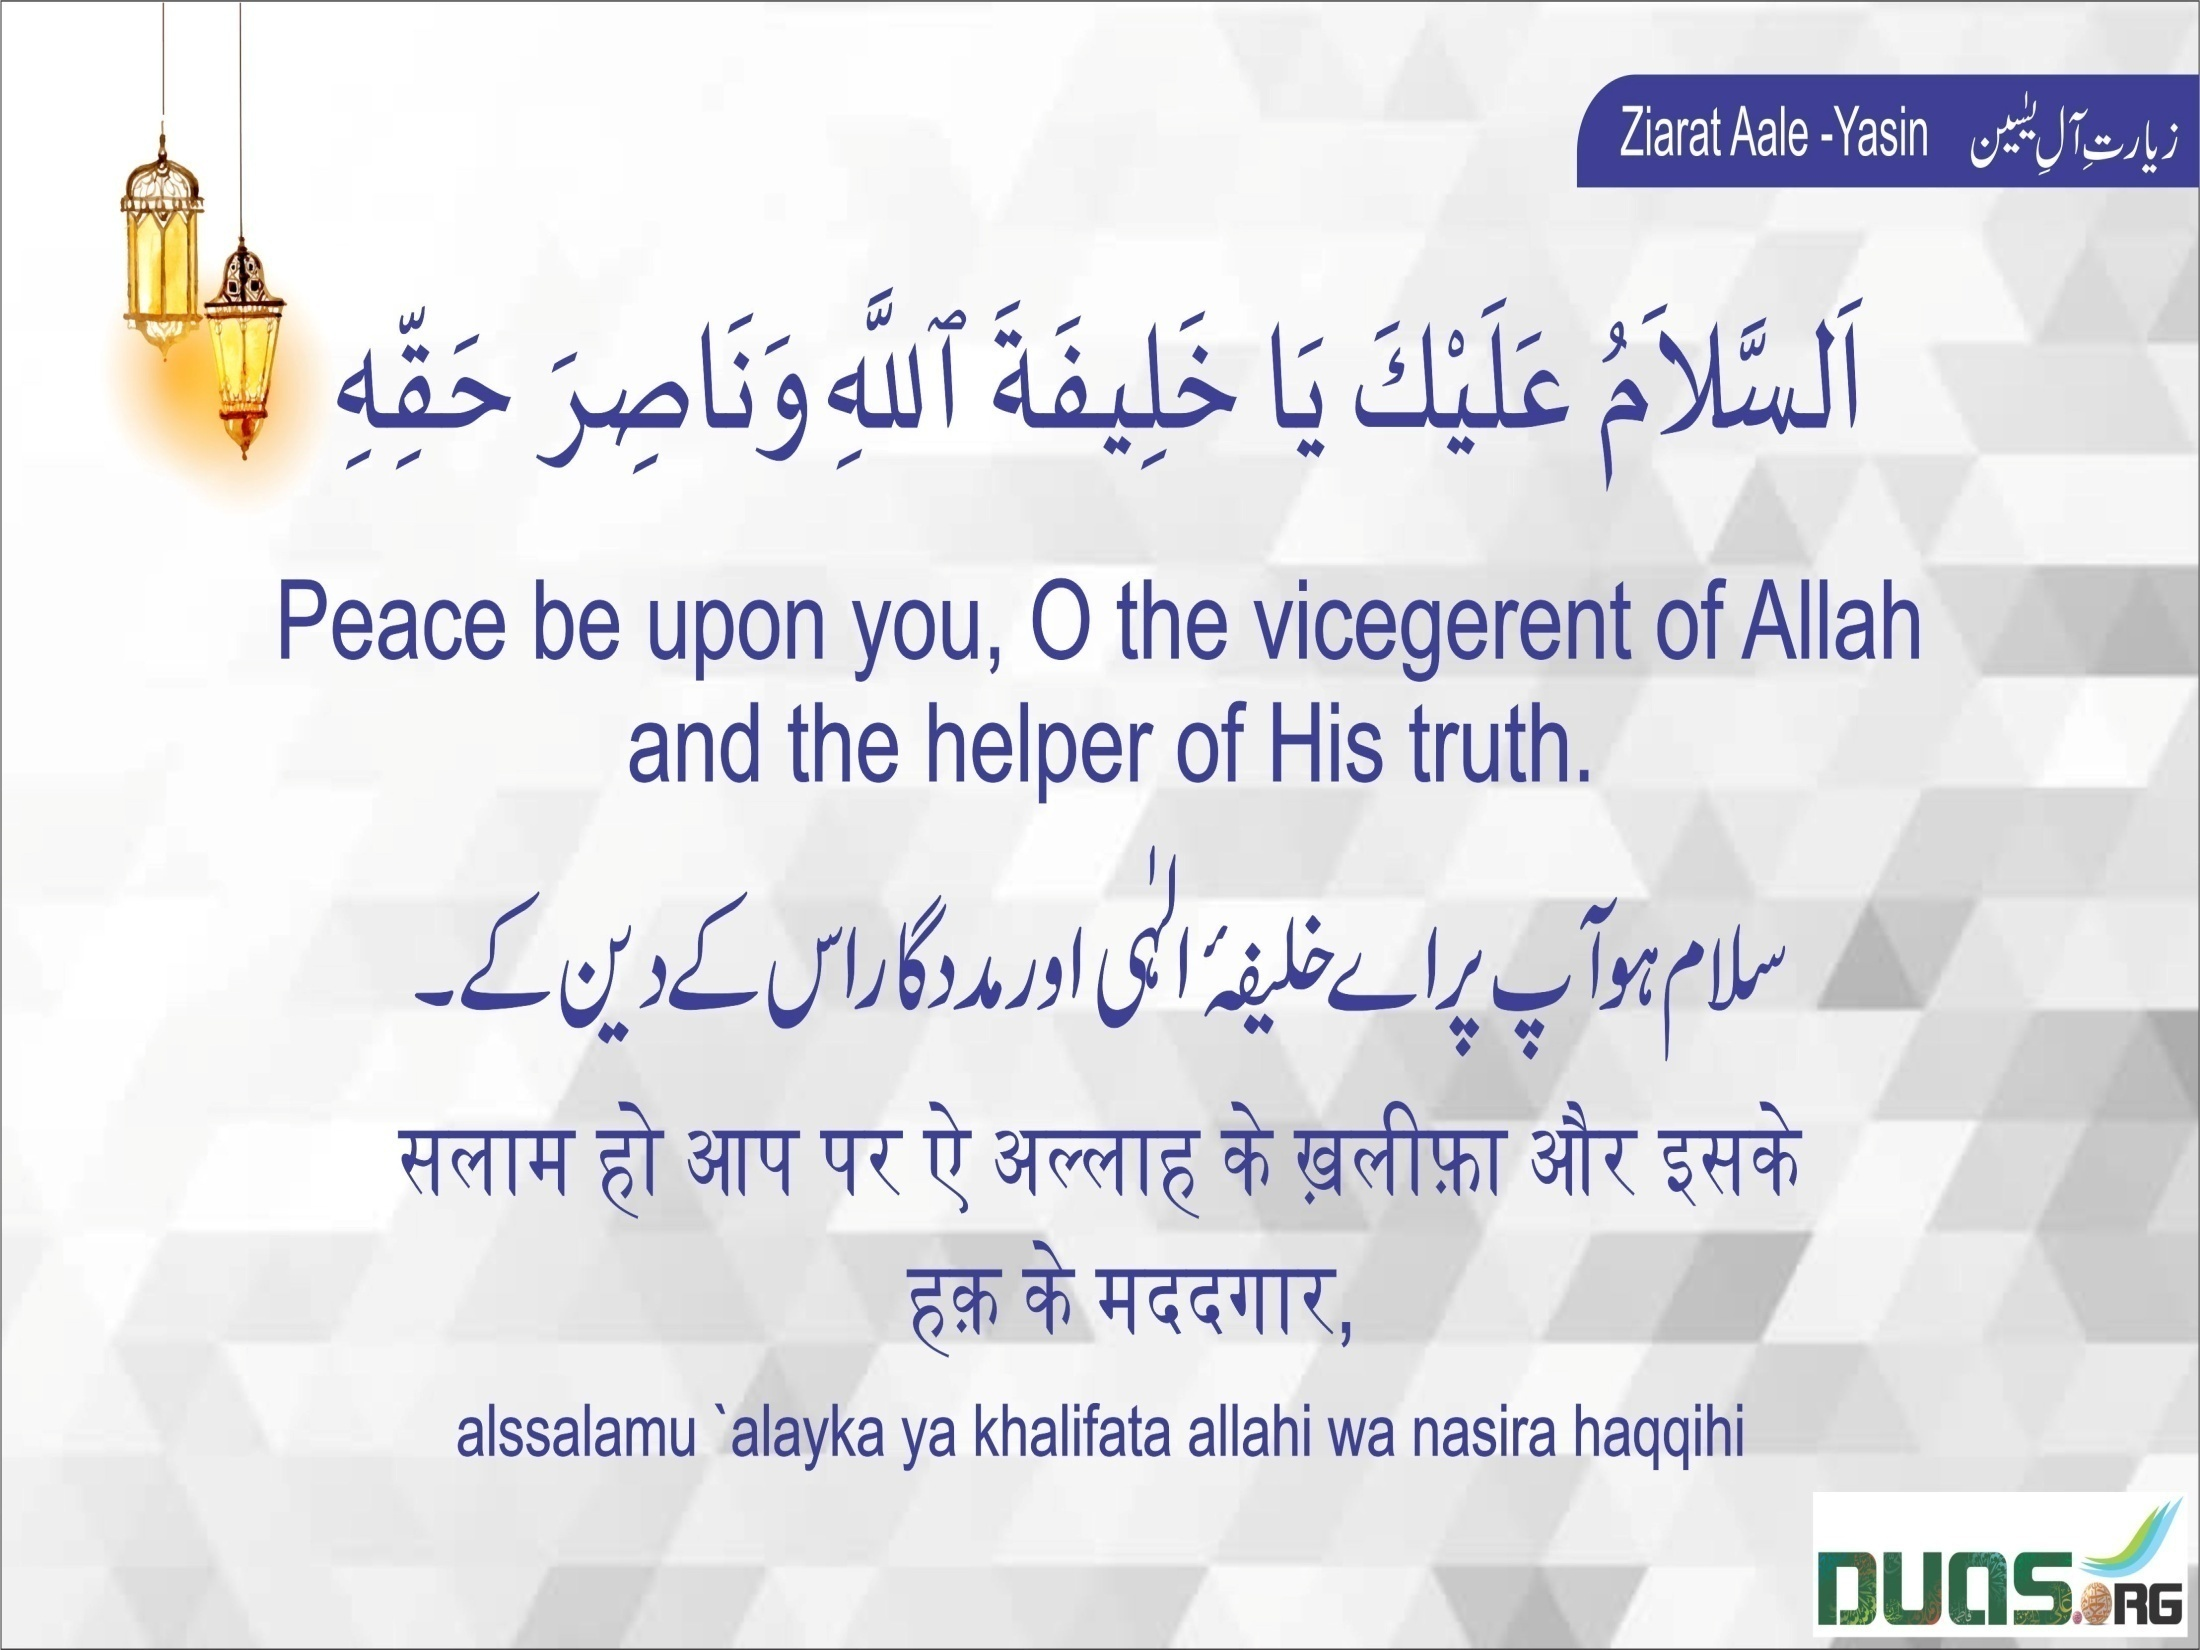 Ziarat Aale -Yasin زیارتِ آلِ یٰسین
اَلسَّلاَمُ عَلَيْكَ يَا خَلِيفَةَ ٱللَّهِ وَنَاصِرَ حَقِّهِ
Peace be upon you, O the vicegerent of Allah
and the helper of His truth.
سلام ہو آپ پر اے خلیفۂ الٰہی اور مددگار اس کے دین کے۔
सलाम हो आप पर ऐ अल्लाह के ख़लीफ़ा और इसके
हक़ के मददगार,
alssalamu `alayka ya khalifata allahi wa nasira haqqihi
DUAS.ORG